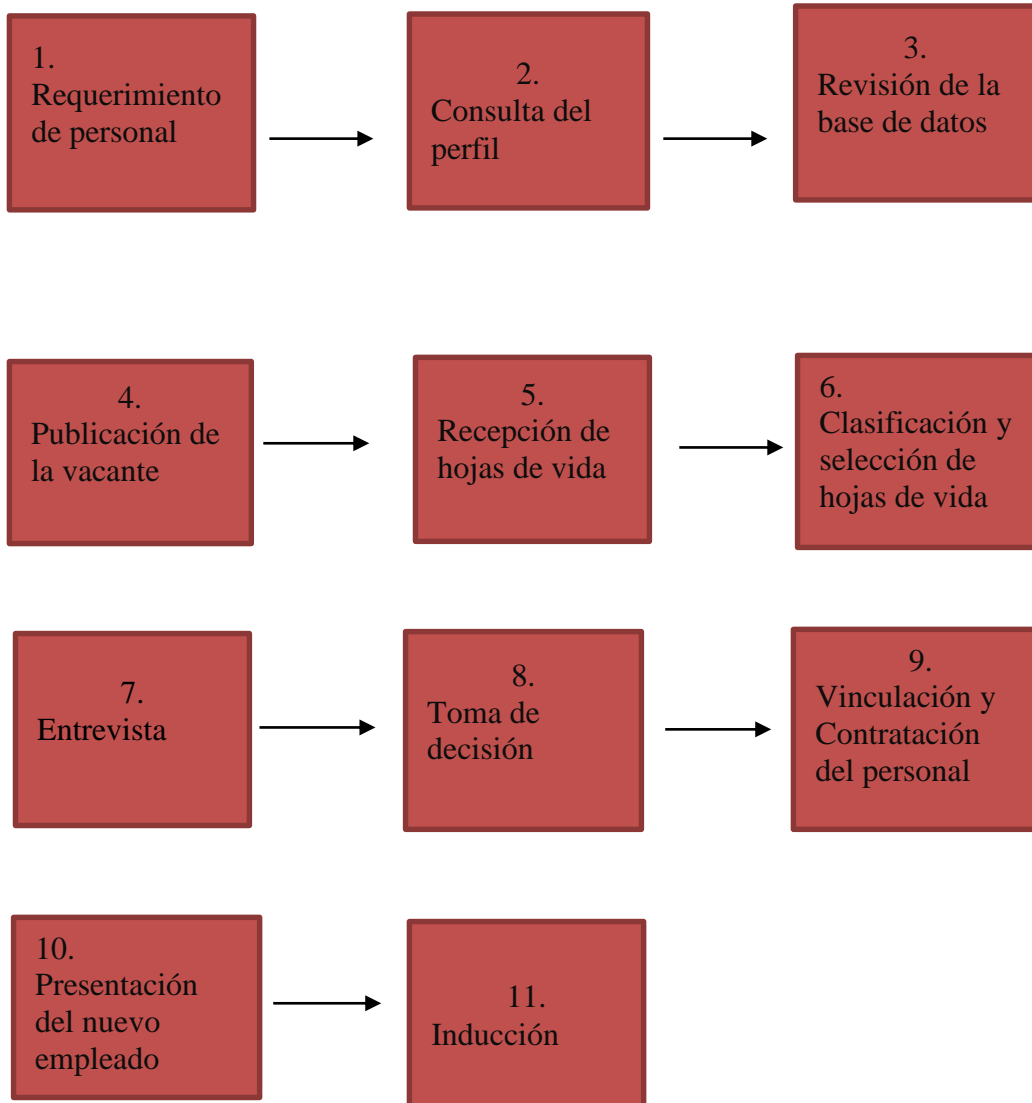 1.
Requerimiento
de personal
2.
Consulta del
perfil
3.
Revisión de la
base de datos
4.
Publicación de
la vacante
5.
Recepción de
hojas de vida
6.
Clasificación y
selección de
hojas de vida
7.
Entrevista
8.
Toma de
decisión
9.
Vinculación y
Contratación
del personal
10.
Presentación
del nuevo
empleado
11.
Inducción